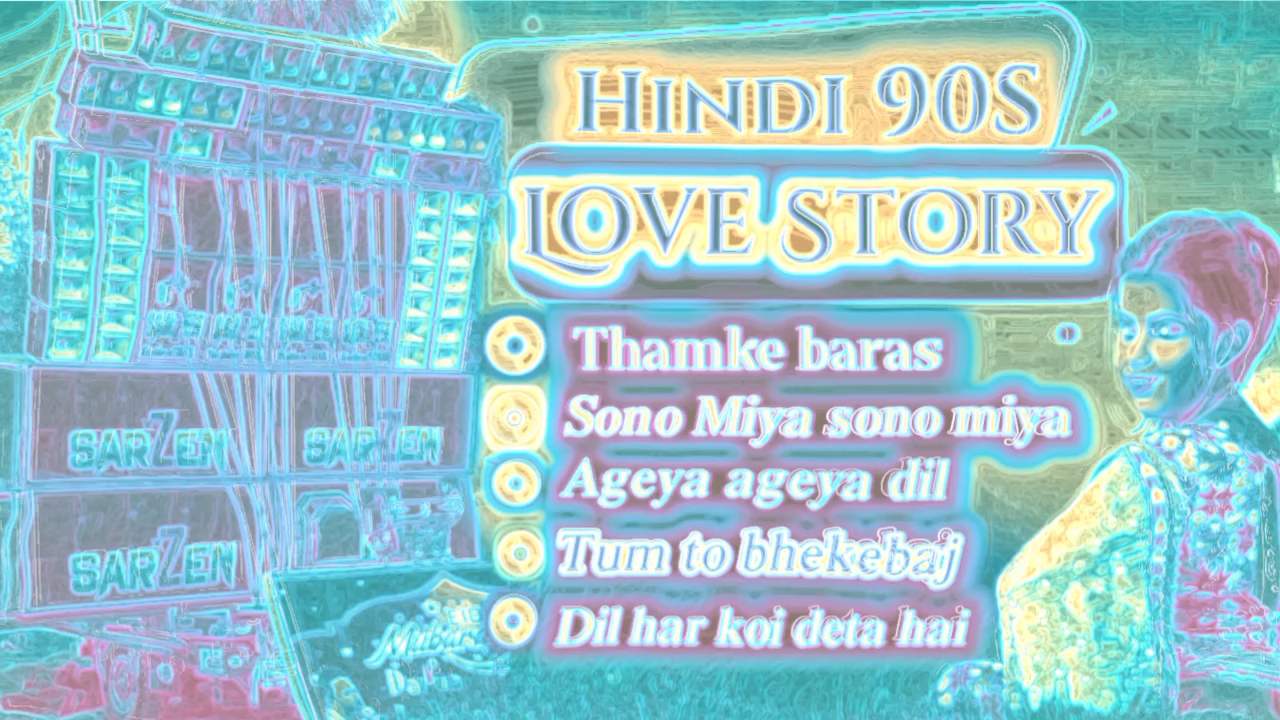 HINDI 90S
LOVE STORY
Thamke baras
Sono Miya sono miya
Ageya ageya dil
Tum to bhekebaj
Dil har koi deta hai
SARZEN SARZEN
SARZEN